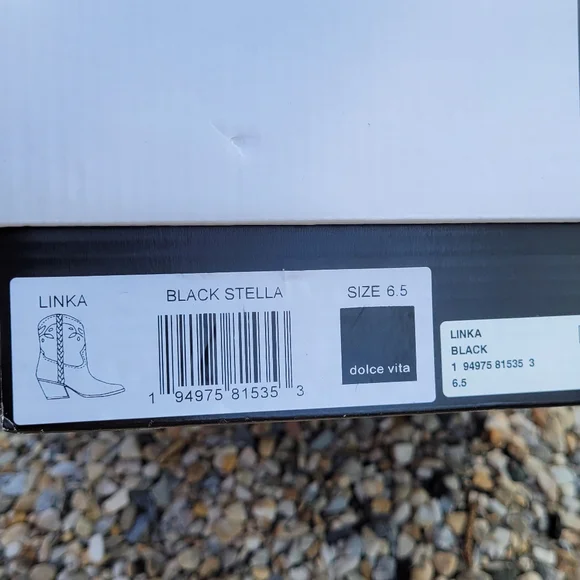 LINKA
BLACK STELLA
SIZE 6.5
dolce vita
1 94975 81535 3
LINKA
BLACK
1 94975 81535 3
6.5